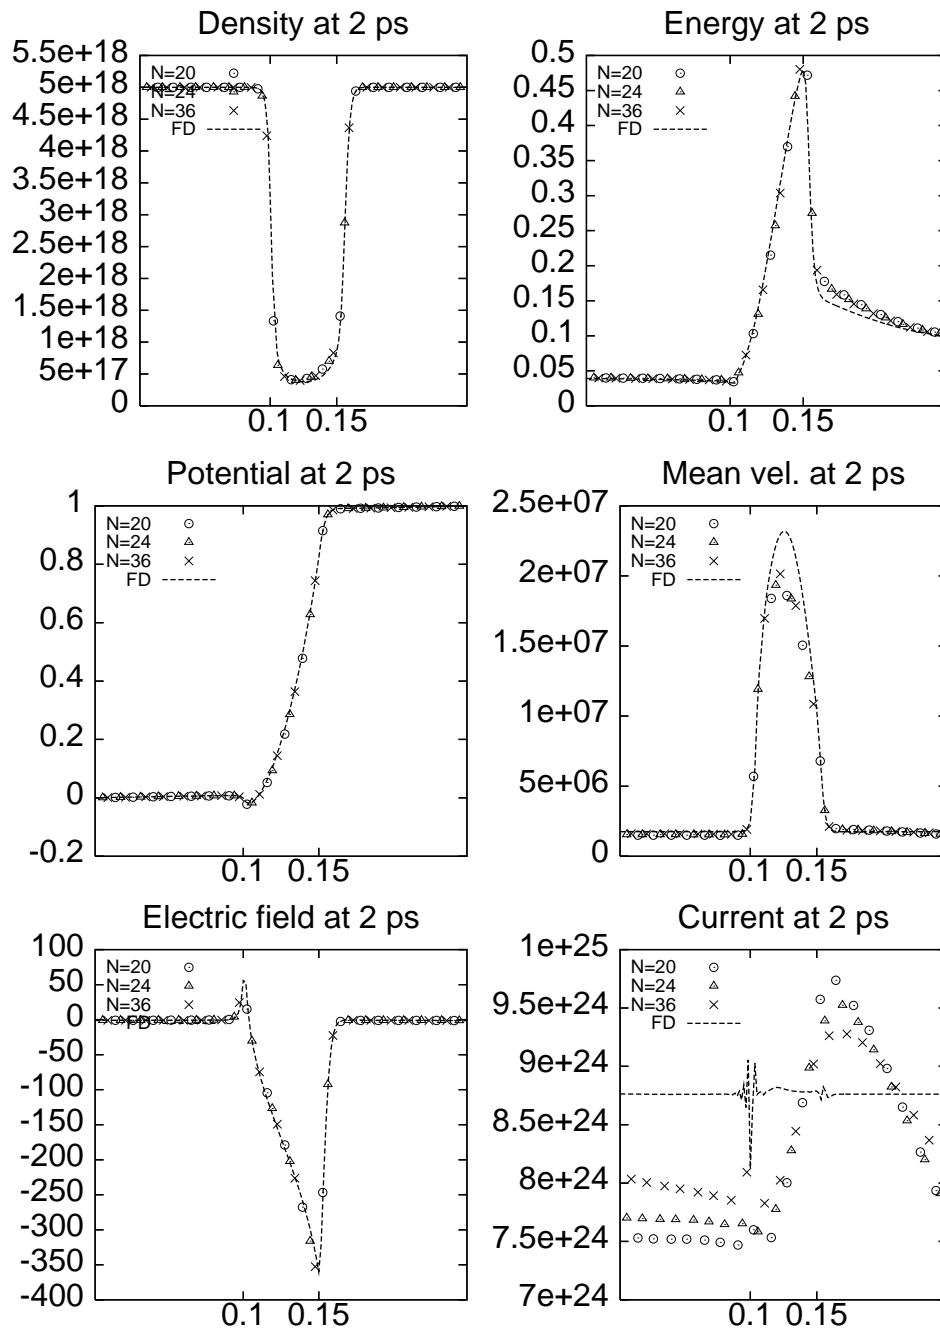 Density at 2 ps
5.5e+18
5e+18
4.5e+18
4e+18
3.5e+18
3e+18
2.5e+18
2e+18
1.5e+18
1e+18
5e+17
0
0.1 0.15
N=20
N=24
N=36
FD
Energy at 2 ps
0.5
0.45
0.4
0.35
0.3
0.25
0.2
0.15
0.1
0.05
0
0.1 0.15
N=20
N=24
N=36
FD
Potential at 2 ps
1
0.8
0.6
0.4
0.2
0
-0.2
0.1 0.15
N=20
N=24
N=36
FD
Mean vel. at 2 ps
2.5e+07
2e+07
1.5e+07
1e+07
5e+06
0
0.1 0.15
N=20
N=24
N=36
FD
Electric field at 2 ps
100
50
0
-50
-100
-150
-200
-250
-300
-350
-400
0.1 0.15
N=20
N=24
N=36
FD
Current at 2 ps
1e+25
9.5e+24
9e+24
8.5e+24
8e+24
7.5e+24
7e+24
0.1 0.15
N=20
N=24
N=36
FD